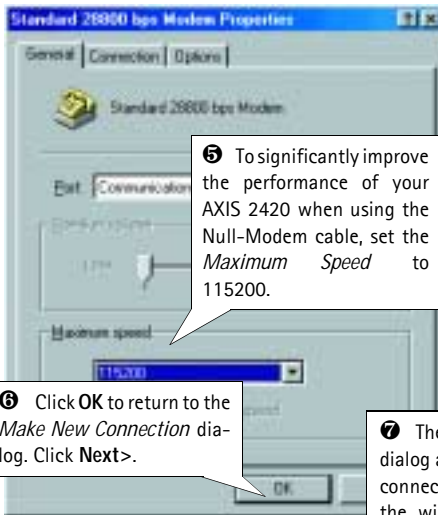 Standard 28800 bps Modem Properties
General Connection Options
Standard 28800 bps Modem
❺ To significantly improve
the performance of your
AXIS 2420 when using the
Null-Modem cable, set the
Maximum Speed to
115200.
Port: Communication
Maximum speed
115200
❻ Click OK to return to the
Make New Connection dia-
log. Click Next>.
OK
❼ The
dialog a
connec
the wi